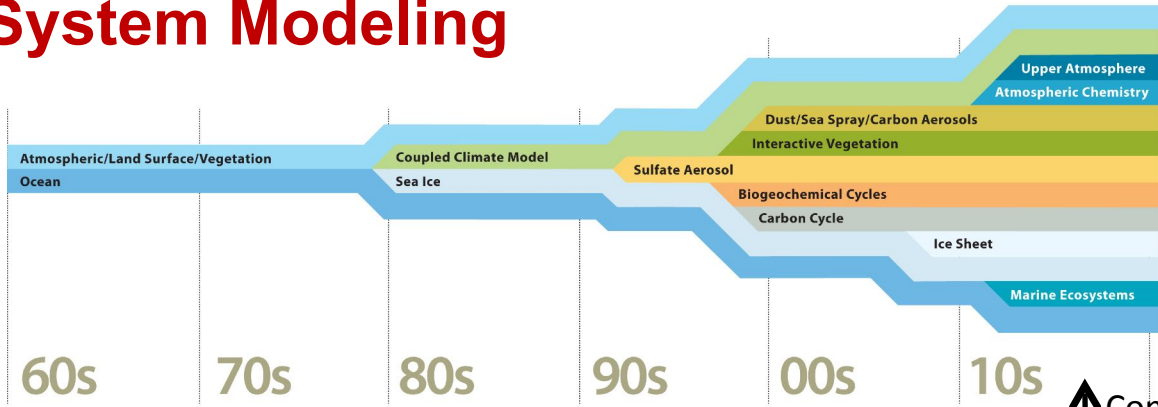 System Modeling
Upper Atmosphere
Atmospheric Chemistry
Dust/Sea Spray/Carbon Aerosols
Interactive Vegetation
Atmospheric/Land Surface/Vegetation
Coupled Climate Model
Sulfate Aerosol
Ocean
Sea Ice
Biogeochemical Cycles
Carbon Cycle
Ice Sheet
Marine Ecosystems
60s 70s 80s 90s 00s 10s